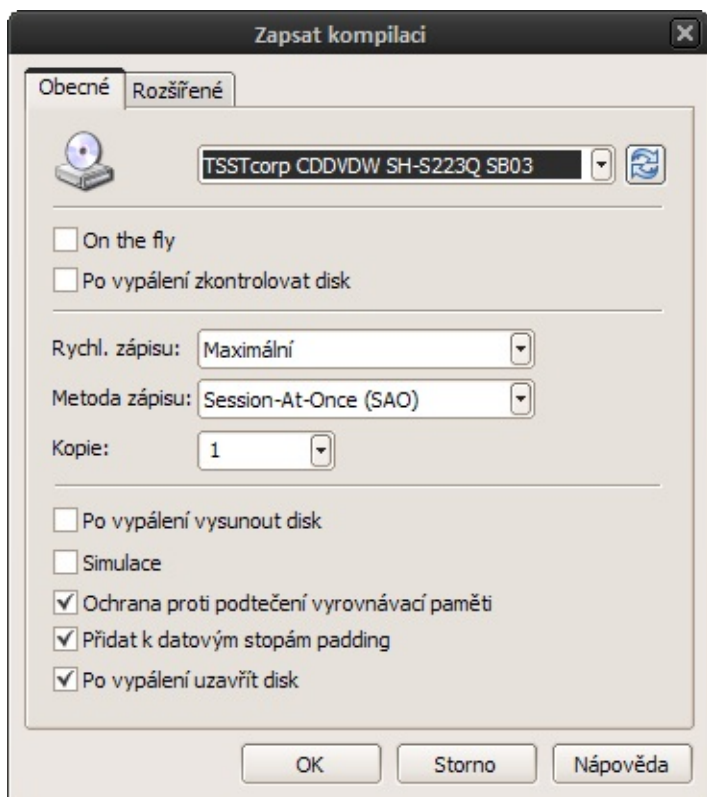 Zapsat kompilaci
Obecné Rozšířené
TSSTcorp CDDVDW SH-S223Q SB03
On the fly
Po vypálení zkontrolovat disk
Rychl. zápisu: Maximální
Metoda zápisu: Session-At-Once (SAO)
Kopie: 1
Po vypálení vysunout disk
Simulace
Ochrana proti podtečení vyrovnávací paměti
Přidat k datovým stopám padding
Po vypálení uzavřít disk
OK Storno Nápověda